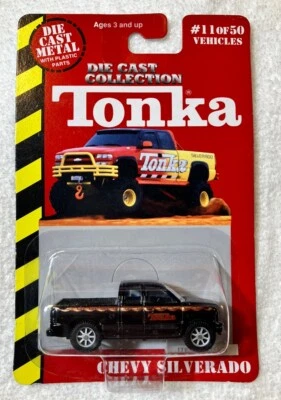 DIE
CAST
METAL
WITH PLASTIC
PARTS
Ages 3 and up
#11 OF 50
VEHICLES
DIE CAST
COLLECTION
Tonka®
Tonka
SILVERADO
CHEVY SILVERADO